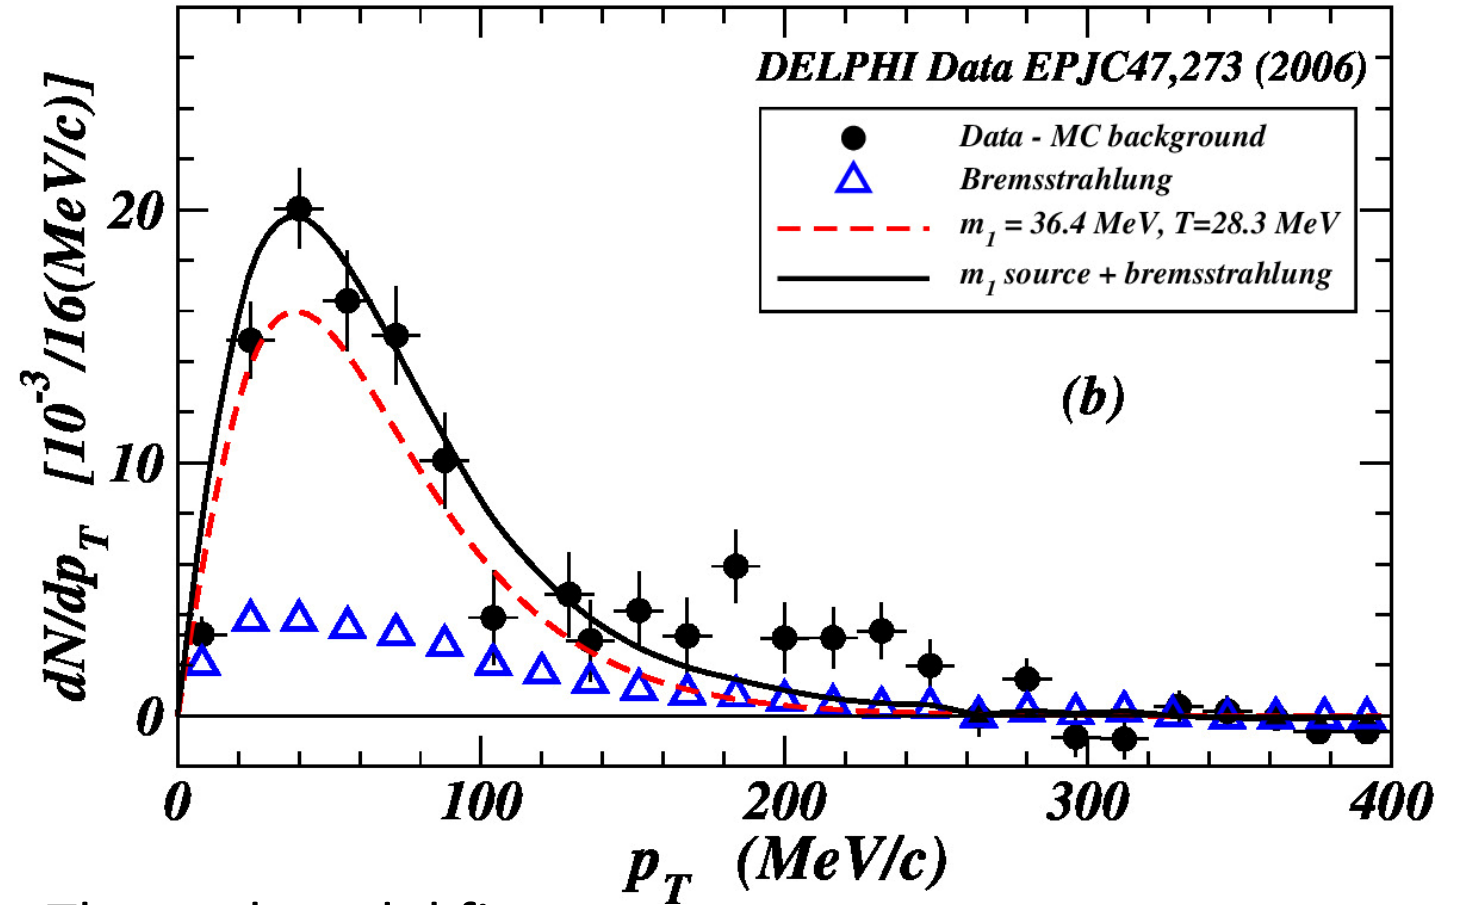 DELPHI Data EPJC47,273 (2006)
Data - MC background
Bremsstrahlung
m1 = 36.4 MeV, T=28.3 MeV
m1 source + bremsstrahlung
(b)
dN/dpT [10-3/16(MeV/c)]
20
10
0
0 100 200 300 400
pT (MeV/c)